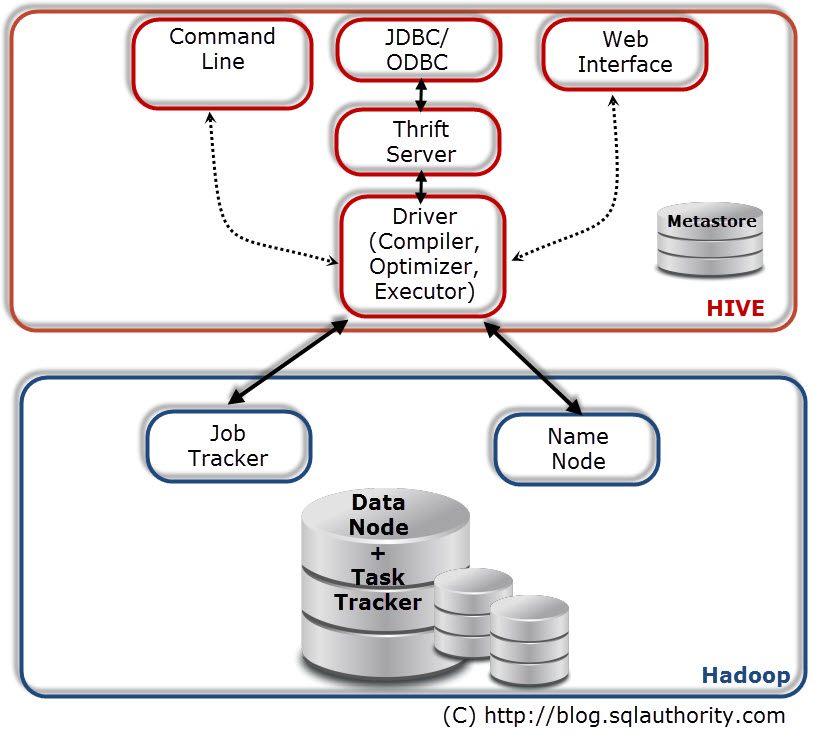 Command
Line
JDBC/
ODBC
Web
Interface
Thrift
Server
Driver
(Compiler,
Optimizer,
Executor)
Metastore
HIVE
Job
Tracker
Name
Node
Data
Node
+
Task
Tracker
Hadoop
(C) http://blog.sqlauthority.com